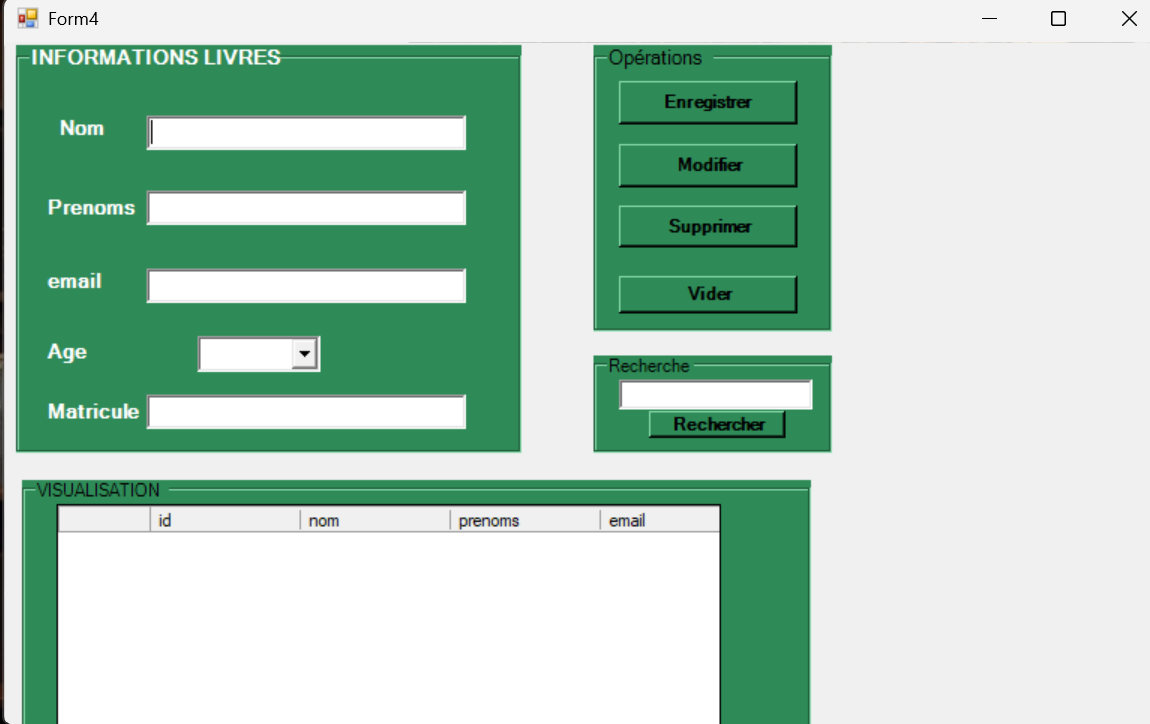 Form4
INFORMATIONS LIVRES
Nom
Prenoms
email
Age
Matricule
Opérations
Enregistrer
Modifier
Supprimer
Vider
Recherche
Rechercher
VISUALISATION
id nom prenoms email